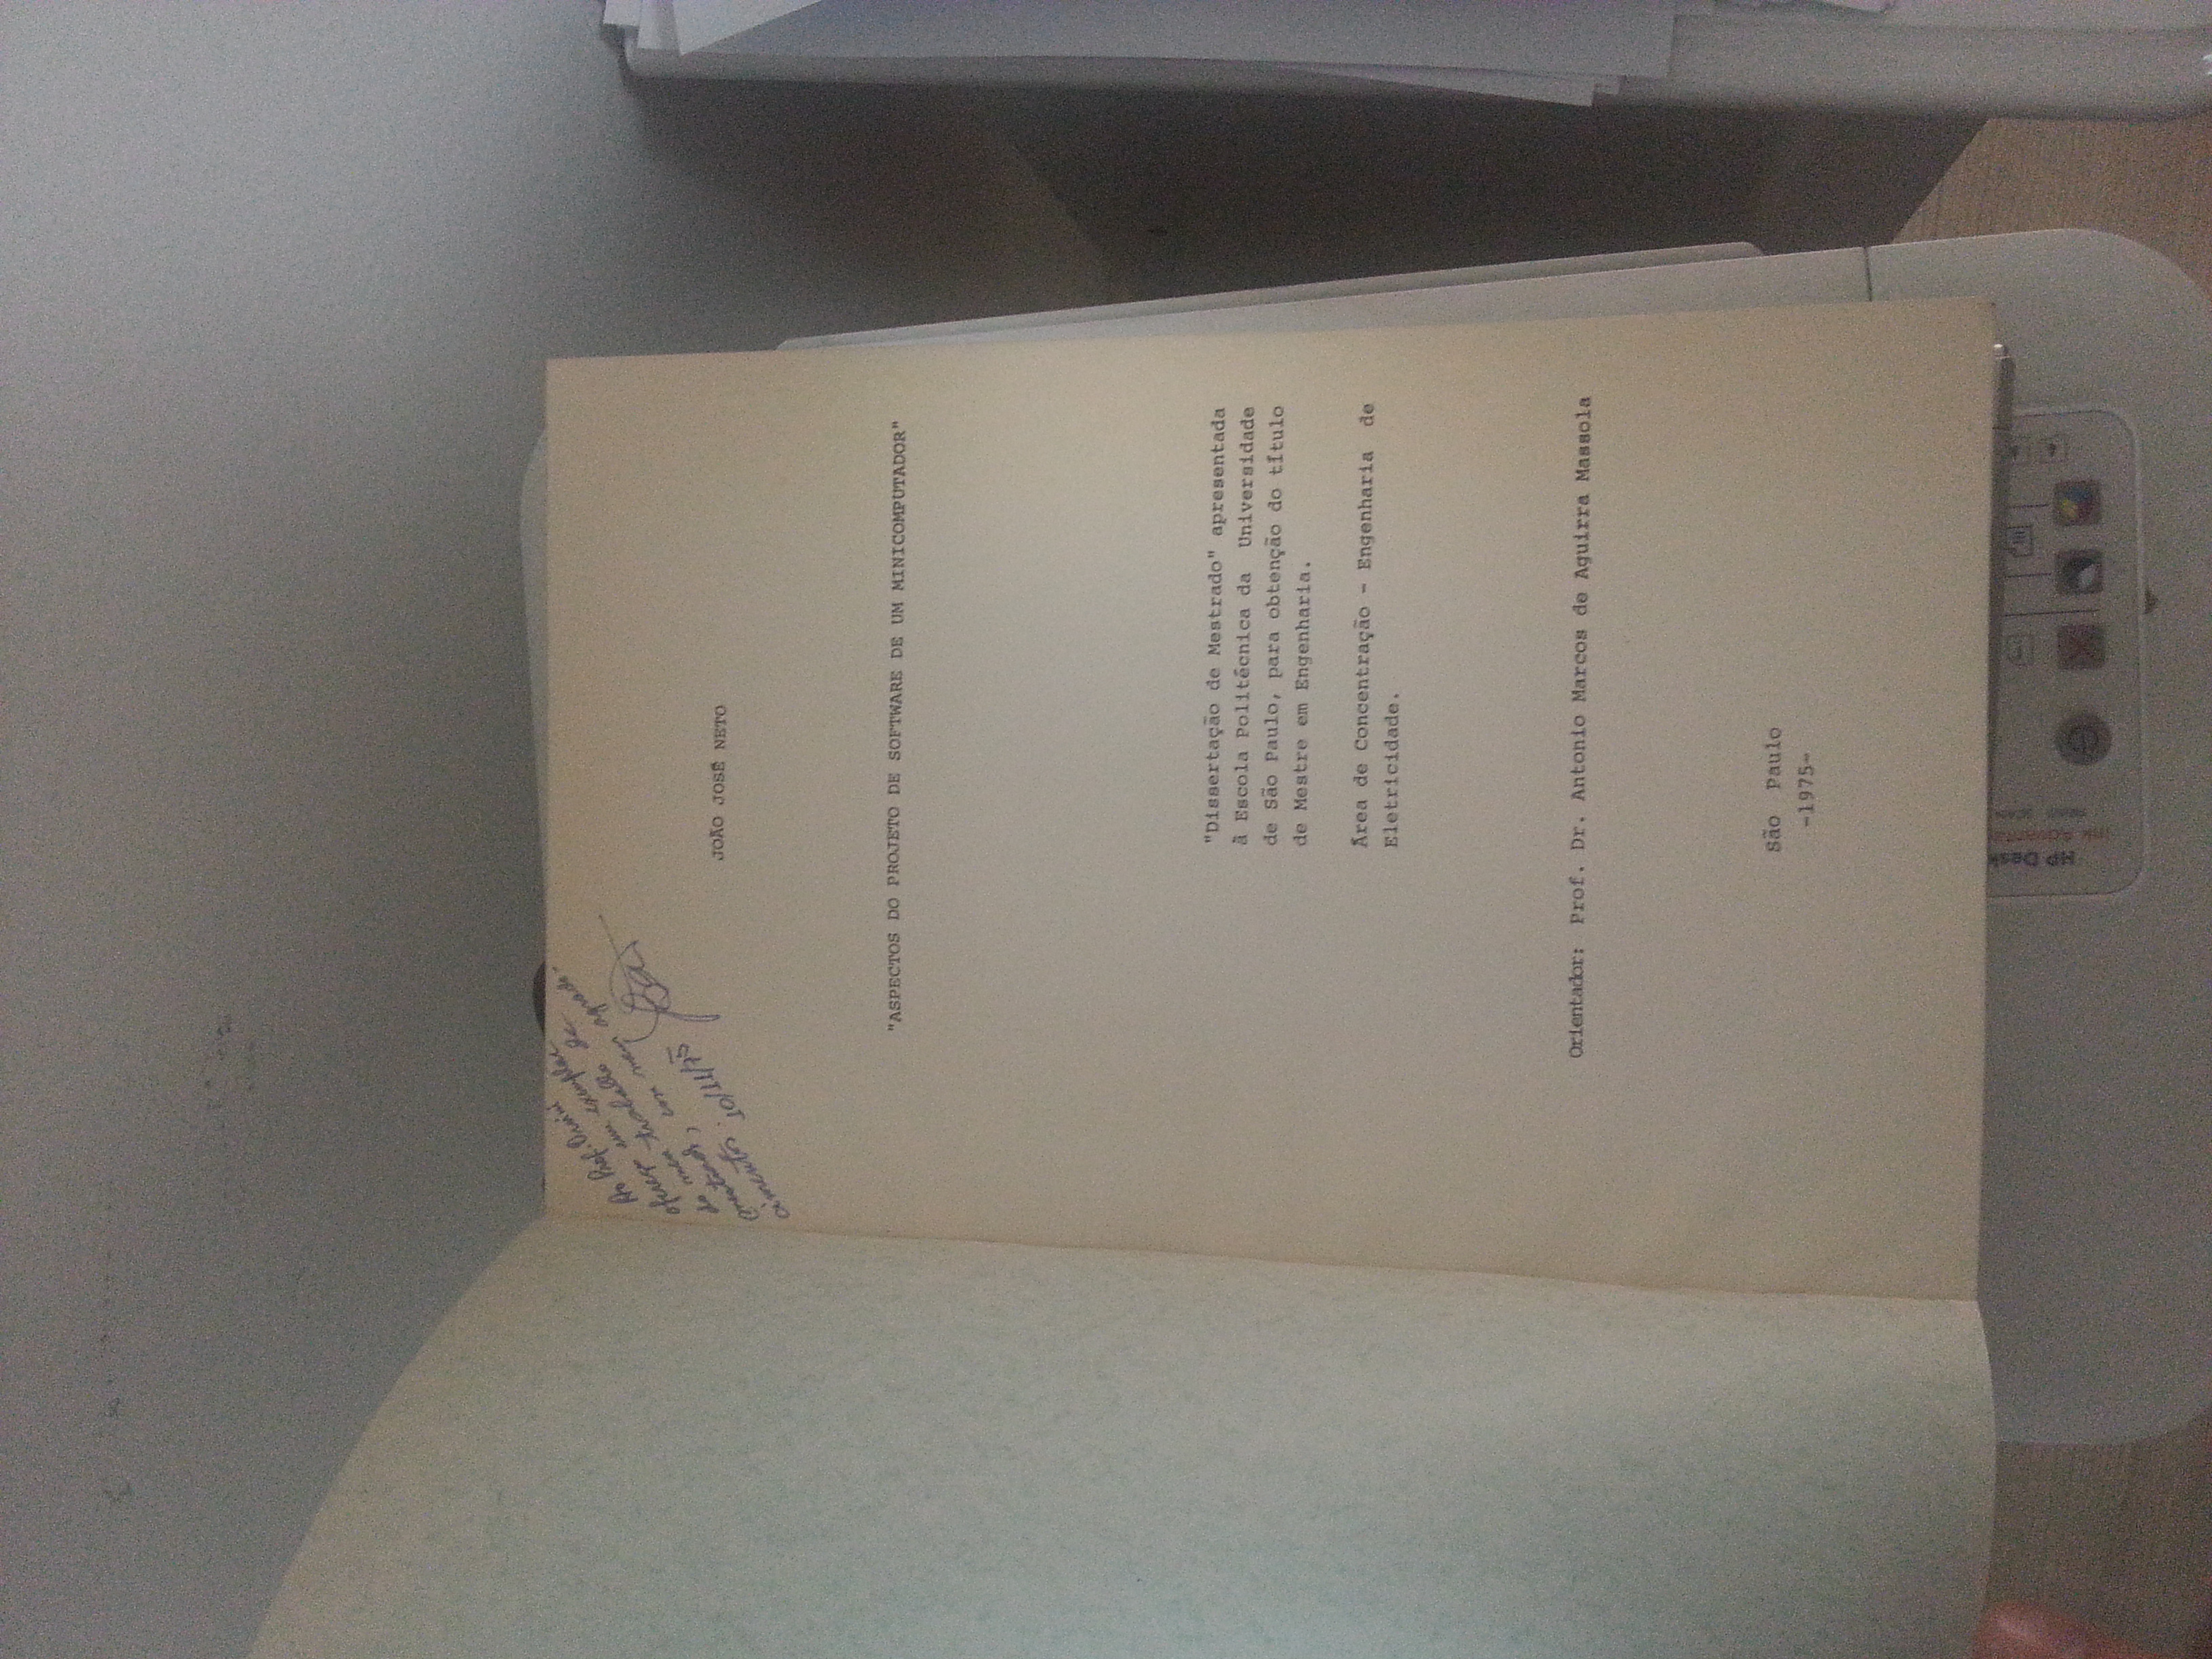 Ao Prof.
ofereço um exemplar
do meu trabalho de
mestrado, com meus agrade-
cimentos.
10/11/75
JOÃO JOSÉ NETO
"ASPECTOS DO PROJETO DE SOFTWARE DE UM MINICOMPUTADOR"
"Dissertação de Mestrado" apresentada
à Escola Politécnica da Universidade
de São Paulo, para obtenção do título
de Mestre em Engenharia.
Área de Concentração - Engenharia de
Eletricidade.
Orientador: Prof. Dr. Antonio Marcos de Aguirra Massola
São Paulo
-1975-
HP Desk